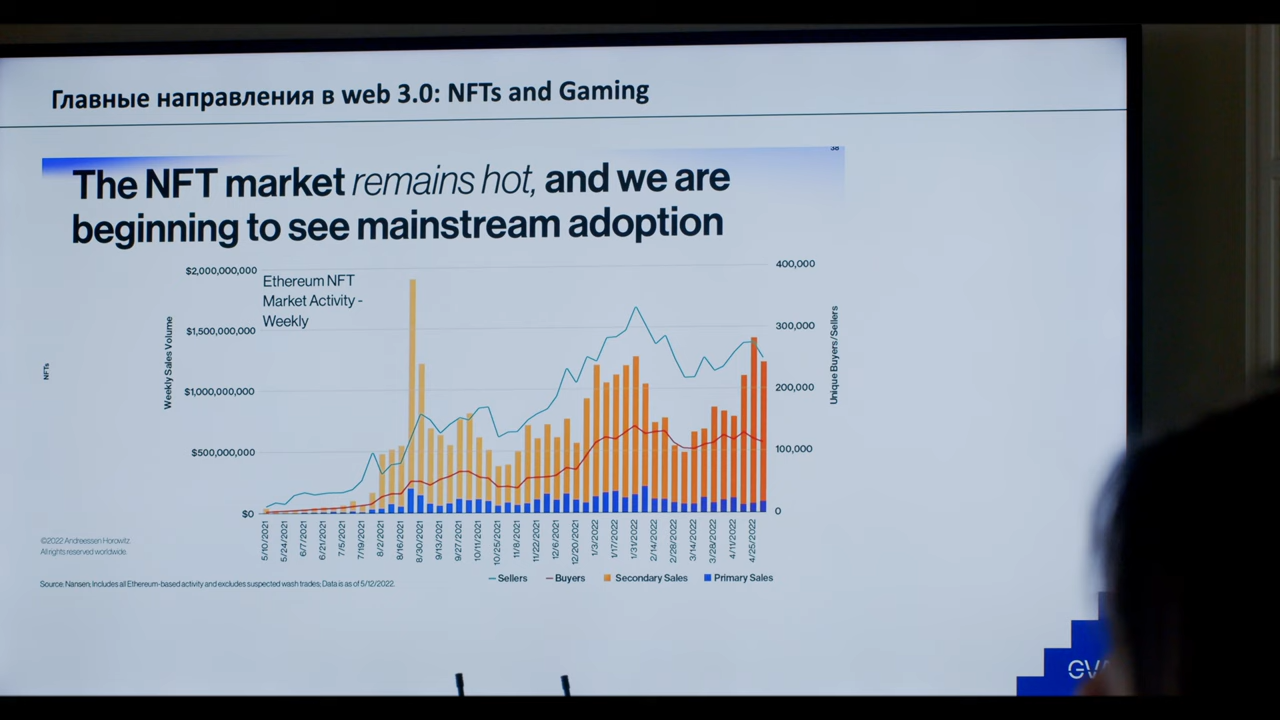 Главные направления в web 3.0: NFTs and Gaming
38
The NFT market remains hot, and we are
beginning to see mainstream adoption
Ethereum NFT
Market Activity -
Weekly
$2,000,000,000
$1,500,000,000
$1,000,000,000
$500,000,000
$0
Weekly Sales Volume
NFTs
400,000
300,000
200,000
100,000
0
Unique Buyers/Sellers
5/10/2021
5/24/2021
6/7/2021
6/21/2021
7/5/2021
7/19/2021
8/2/2021
8/16/2021
8/30/2021
9/13/2021
9/27/2021
10/11/2021
10/25/2021
11/8/2021
11/22/2021
12/6/2021
12/20/2021
1/3/2022
1/17/2022
1/31/2022
2/14/2022
2/28/2022
3/14/2022
3/28/2022
4/11/2022
4/25/2022
Sellers Buyers Secondary Sales Primary Sales
©2022 Andreessen Horowitz.
All rights reserved worldwide.
Source: Nansen; Includes all Ethereum-based activity and excludes suspected wash trades; Data is as of 5/12/2022.